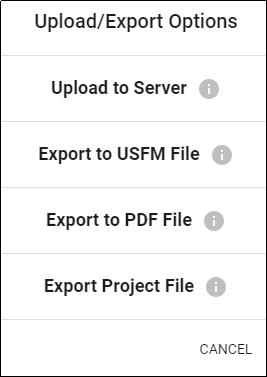 Upload/Export Options
Upload to Server
Export to USFM File
Export to PDF File
Export Project File
CANCEL